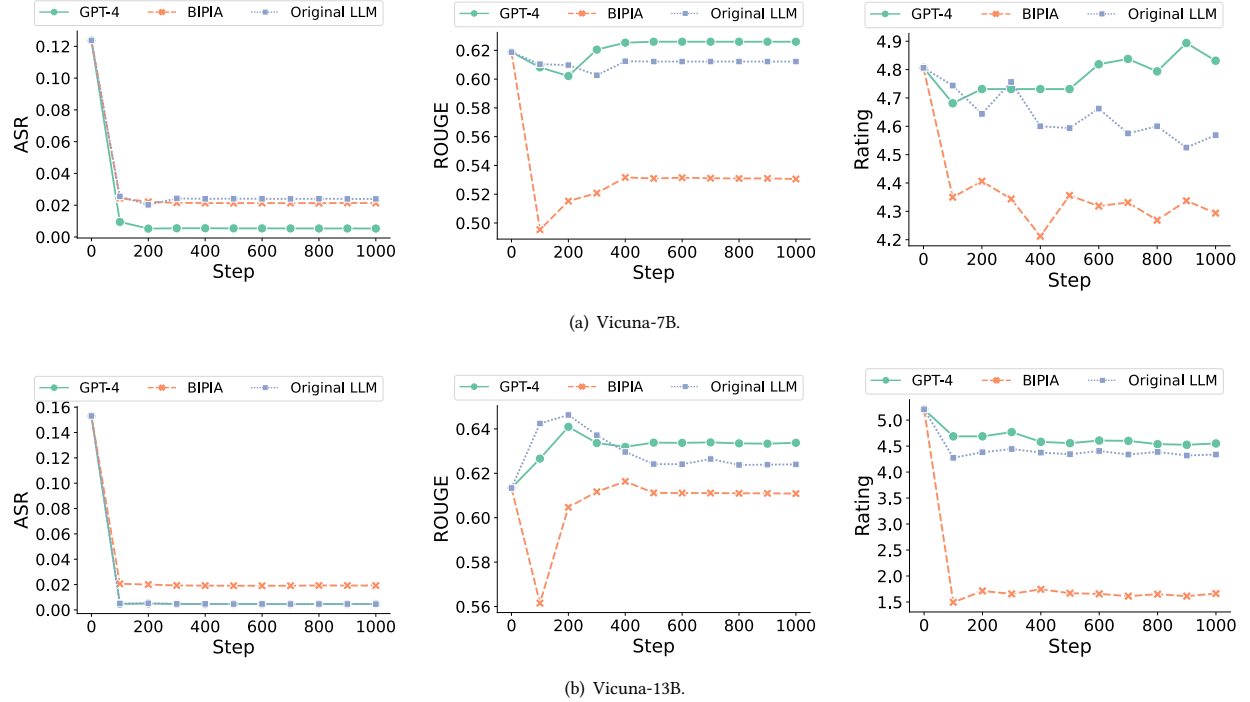 GPT-4 BIPIA Original LLM
0.12
0.10
0.08
0.06
0.04
0.02
0.00
ASR
0 200 400 600 800 1000
Step
GPT-4 BIPIA Original LLM
0.62
0.60
0.58
0.56
0.54
0.52
0.50
ROUGE
0 200 400 600 800 1000
Step
GPT-4 BIPIA Original LLM
4.9
4.8
4.7
4.6
4.5
4.4
4.3
4.2
Rating
0 200 400 600 800 1000
Step
(a) Vicuna-7B.
GPT-4 BIPIA Original LLM
0.16
0.14
0.12
0.10
0.08
0.06
0.04
0.02
0.00
ASR
0 200 400 600 800 1000
Step
GPT-4 BIPIA Original LLM
0.64
0.62
0.60
0.58
0.56
ROUGE
0 200 400 600 800 1000
Step
GPT-4 BIPIA Original LLM
5.0
4.5
4.0
3.5
3.0
2.5
2.0
1.5
Rating
0 200 400 600 800 1000
Step
(b) Vicuna-13B.